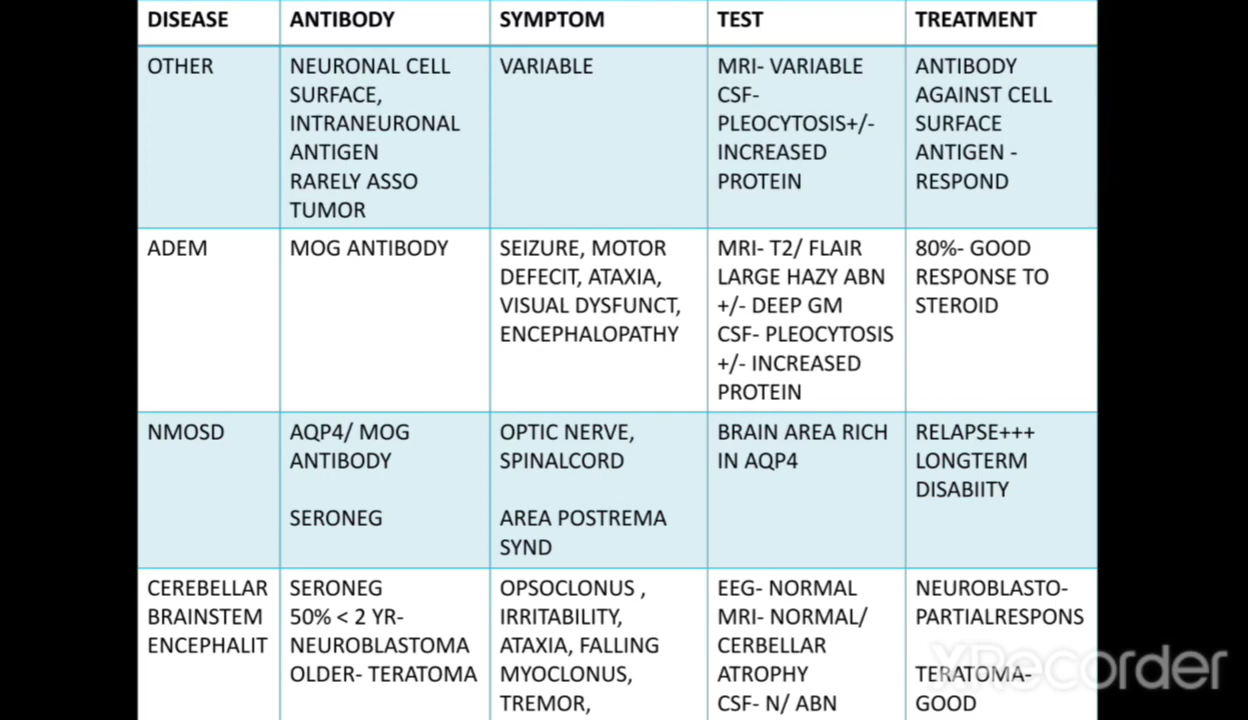 DISEASE
ANTIBODY
SYMPTOM
TEST
TREATMENT
OTHER
NEURONAL CELL
SURFACE,
INTRANEURONAL
ANTIGEN
RARELY ASSO
TUMOR
VARIABLE
MRI- VARIABLE
CSF-
PLEOCYTOSIS+/-
INCREASED
PROTEIN
ANTIBODY
AGAINST CELL
SURFACE
ANTIGEN -
RESPOND
ADEM
MOG ANTIBODY
SEIZURE, MOTOR
DEFECIT, ATAXIA,
VISUAL DYSFUNCT,
ENCEPHALOPATHY
MRI- T2/ FLAIR
LARGE HAZY ABN
+/- DEEP GM
CSF- PLEOCYTOSIS
+/- INCREASED
PROTEIN
80%- GOOD
RESPONSE TO
STEROID
NMOSD
AQP4/ MOG
ANTIBODY
SERONEG
OPTIC NERVE,
SPINALCORD
AREA POSTREMA
SYND
BRAIN AREA RICH
IN AQP4
RELAPSE+++
LONGTERM
DISABIITY
CEREBELLAR
BRAINSTEM
ENCEPHALIT
SERONEG
50% < 2 YR-
NEUROBLASTOMA
OLDER- TERATOMA
OPSOCLONUS ,
IRRITABILITY,
ATAXIA, FALLING
MYOCLONUS,
TREMOR,
EEG- NORMAL
MRI- NORMAL/
CERBELLAR
ATROPHY
CSF- N/ ABN
NEUROBLASTO-
PARTIALRESPONS
TERATOMA-
GOOD
XRecorder